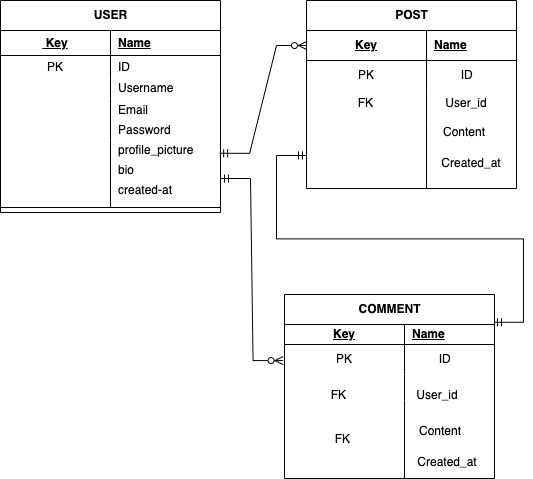 USER
Key Name
PK ID
Username
Email
Password
profile_picture
bio
created-at
POST
Key Name
PK ID
FK User_id
Content
Created_at
COMMENT
Key Name
PK ID
FK User_id
FK Content
Created_at